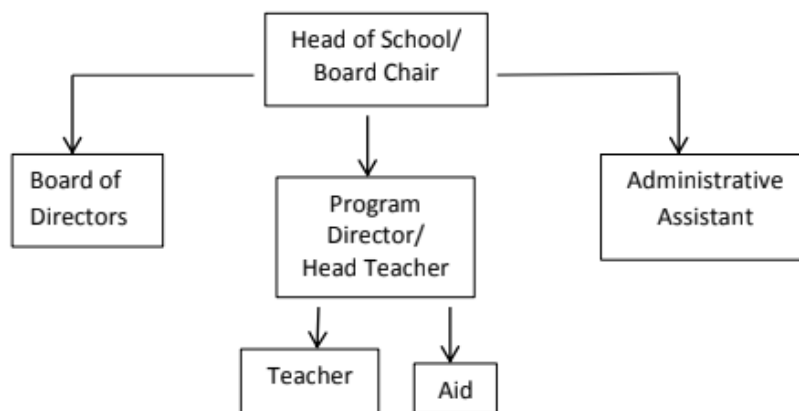 Head of School/
Board Chair
Board of
Directors
Program
Director/
Head Teacher
Administrative
Assistant
Teacher
Aid